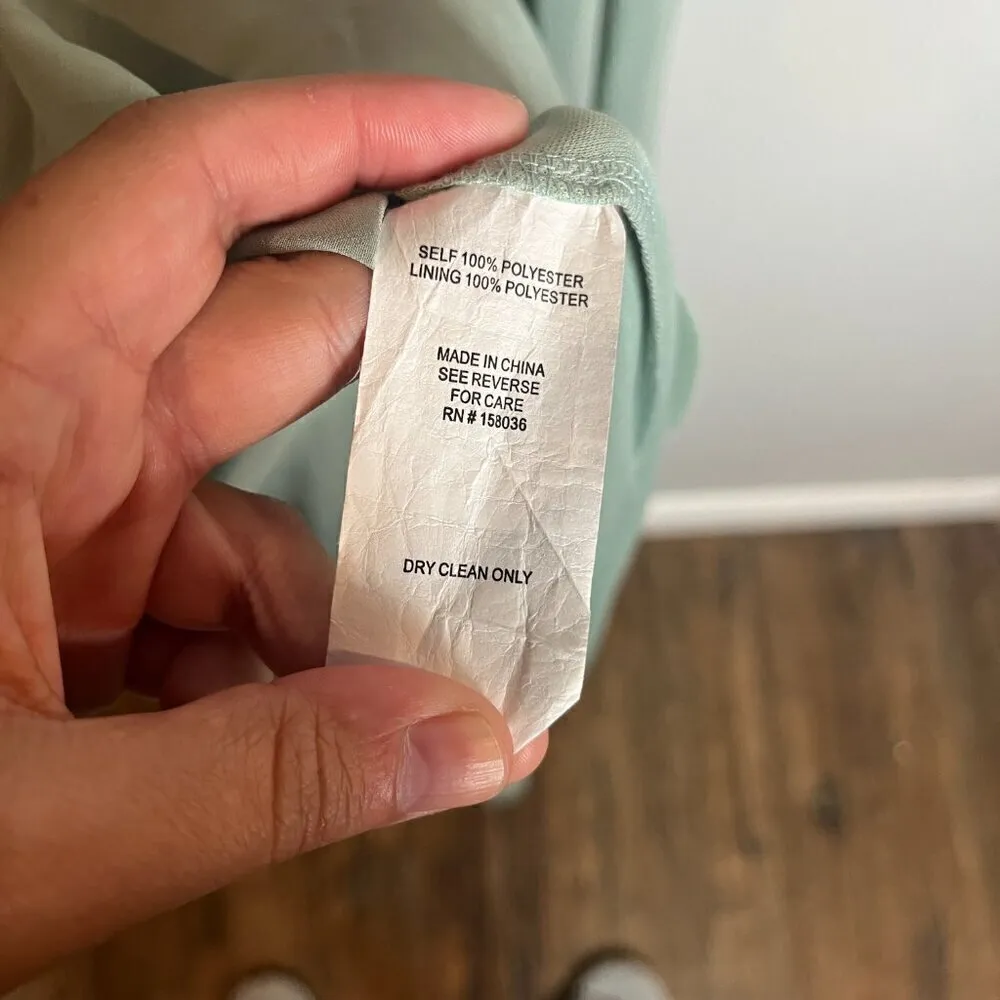 SELF 100% POLYESTER
LINING 100% POLYESTER
MADE IN CHINA
SEE REVERSE
FOR CARE
RN # 158036
DRY CLEAN ONLY